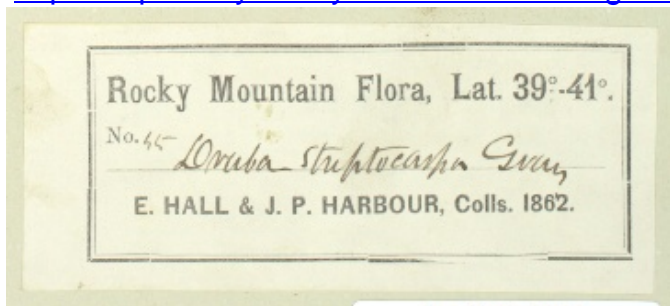 Rocky Mountain Flora, Lat. 39°-41°.
No. 45 Draba streptocarpa Gray
E. HALL & J. P. HARBOUR, Colls. 1862.